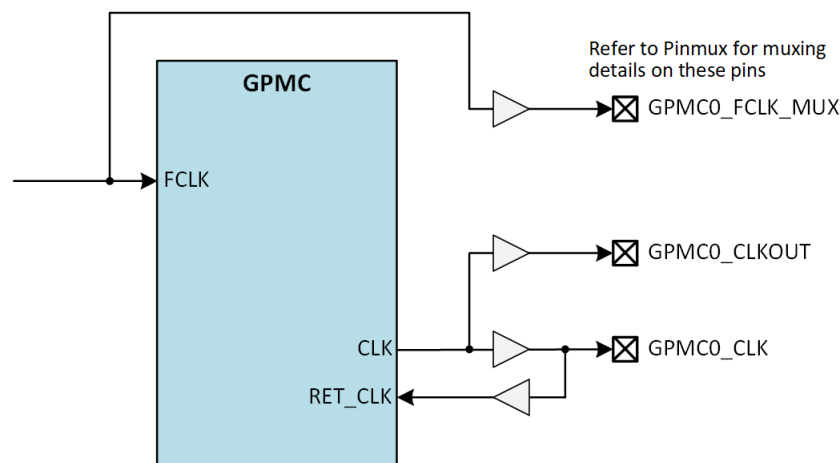 Refer to Pinmux for muxing
details on these pins
GPMC
GPMC0_FCLK_MUX
FCLK
GPMC0_CLKOUT
CLK
GPMC0_CLK
RET_CLK